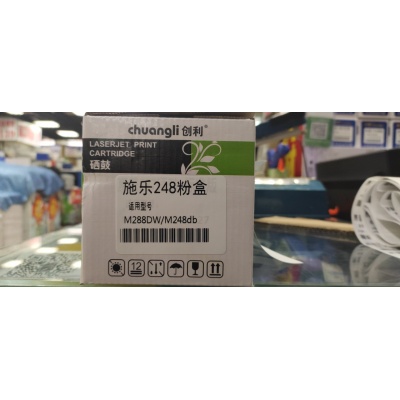 chuangli 创利®
LASERJET PRINT
CARTRIDGE
硒鼓
施乐248粉盒
适用型号
M288DW/M248db
12